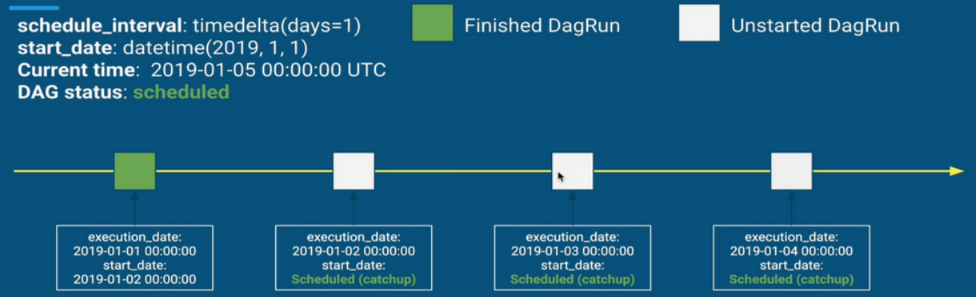 schedule_interval: timedelta(days=1)
start_date: datetime(2019, 1, 1)
Current time: 2019-01-05 00:00:00 UTC
DAG status: scheduled
Finished DagRun
Unstarted DagRun
execution_date:
2019-01-01 00:00:00
start_date:
2019-01-02 00:00:00
execution_date:
2019-01-02 00:00:00
start_date:
Scheduled (catchup)
execution_date:
2019-01-03 00:00:00
start_date:
Scheduled (catchup)
execution_date:
2019-01-04 00:00:00
start_date:
Scheduled (catchup)